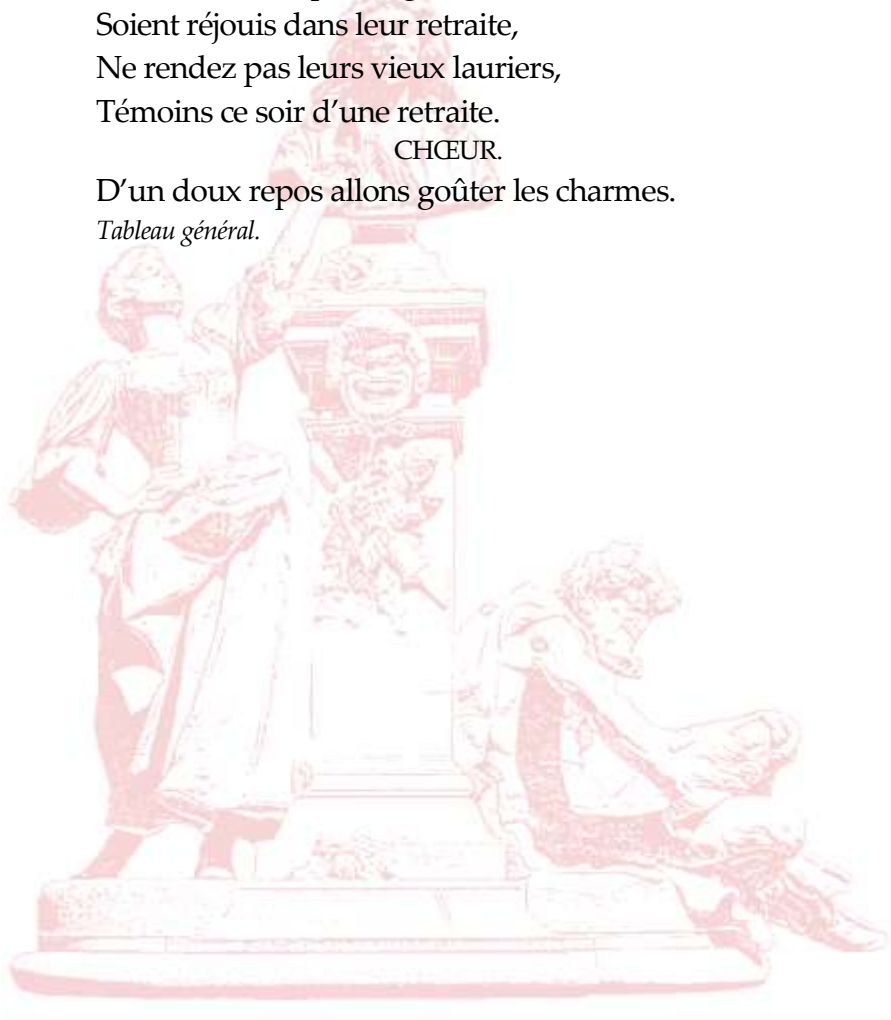 Soient réjouis dans leur retraite,
Ne rendez pas leurs vieux lauriers,
Témoins ce soir d’une retraite.
CHŒUR.
D’un doux repos allons goûter les charmes.
Tableau général.